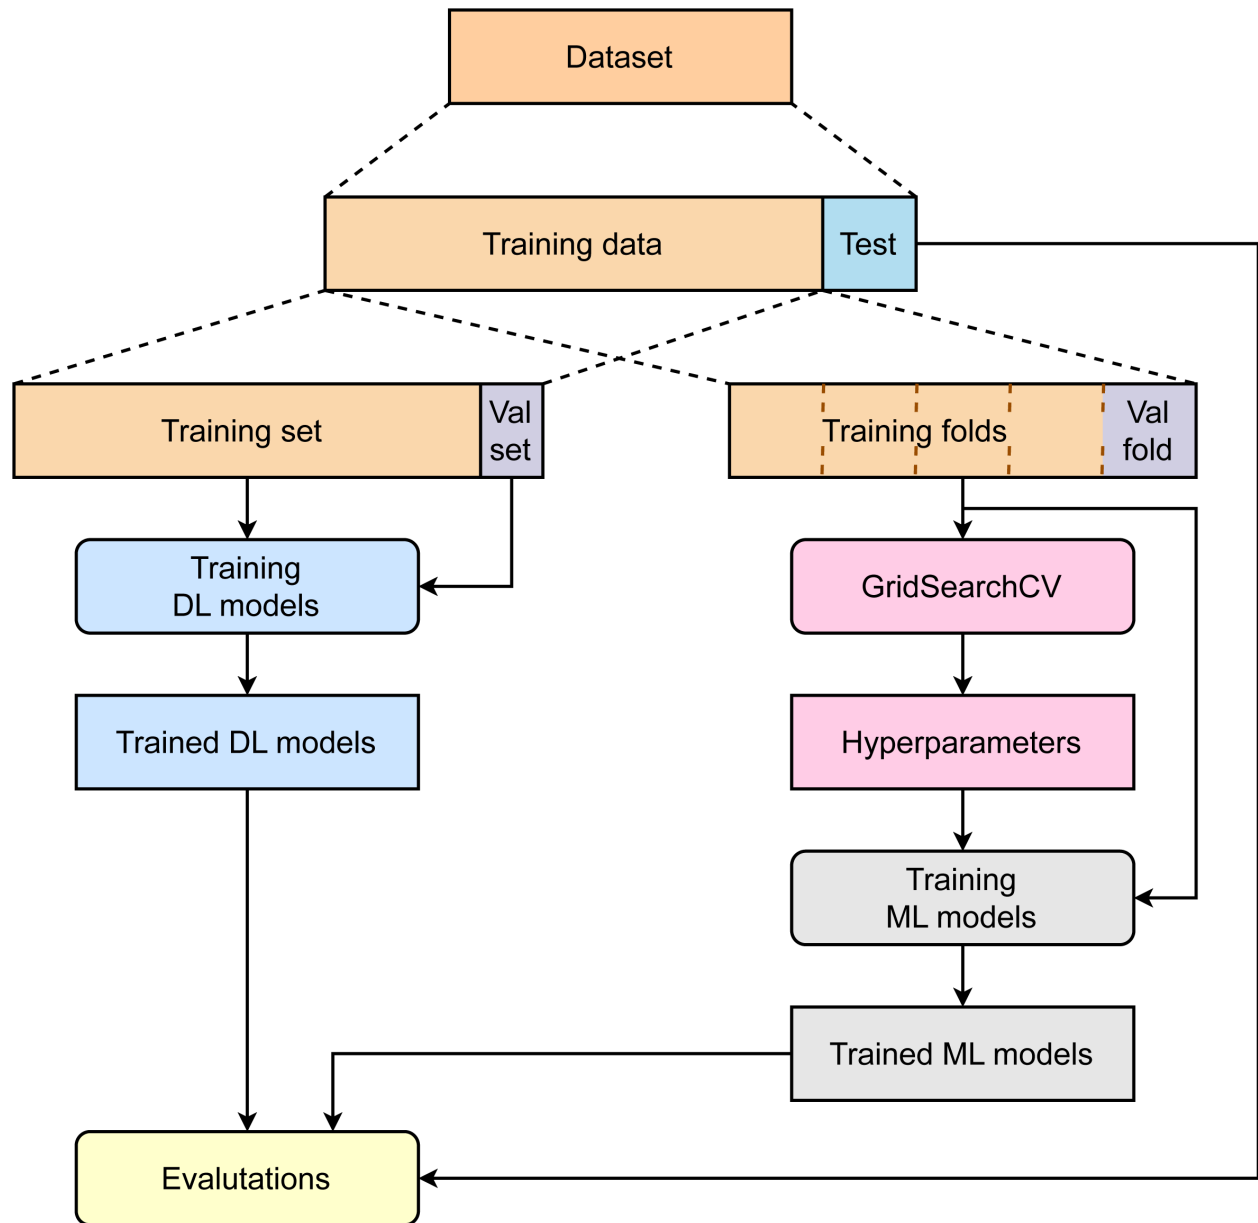 Dataset
Training data
Test
Training set
Val
set
Training folds
Val
fold
Training
DL models
GridSearchCV
Trained DL models
Hyperparameters
Training
ML models
Trained ML models
Evalutations